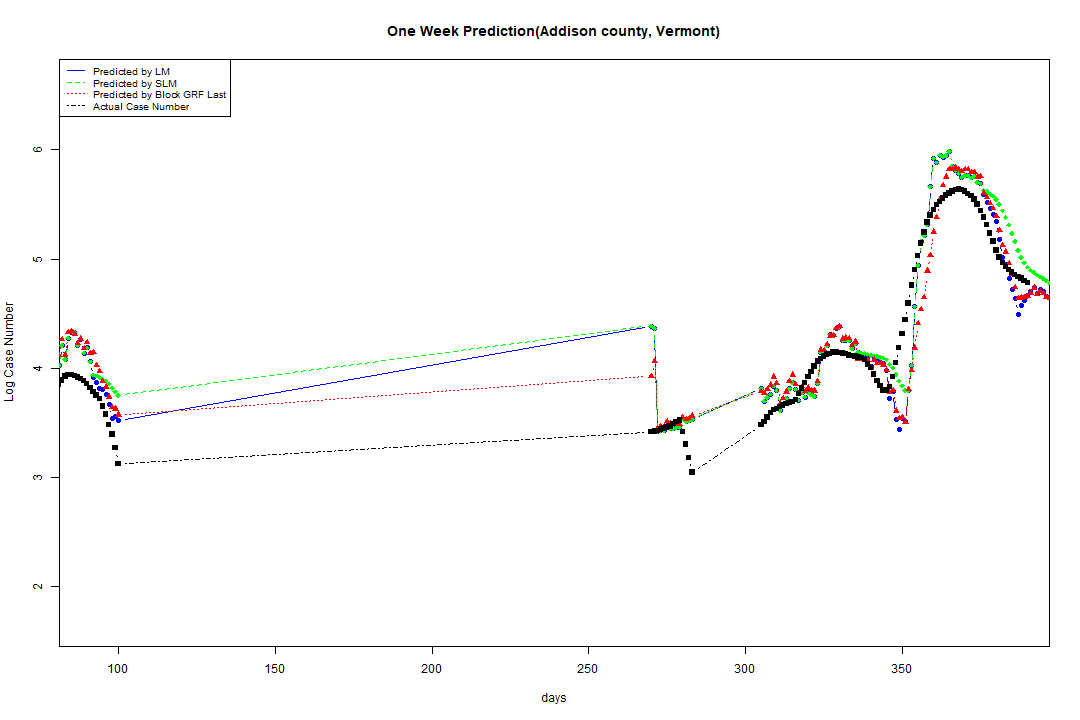 One Week Prediction(Addison county, Vermont)
Predicted by LM
Predicted by SLM
Predicted by Block GRF Last
Actual Case Number
6
5
4
3
2
Log Case Number
100 150 200 250 300 350
days